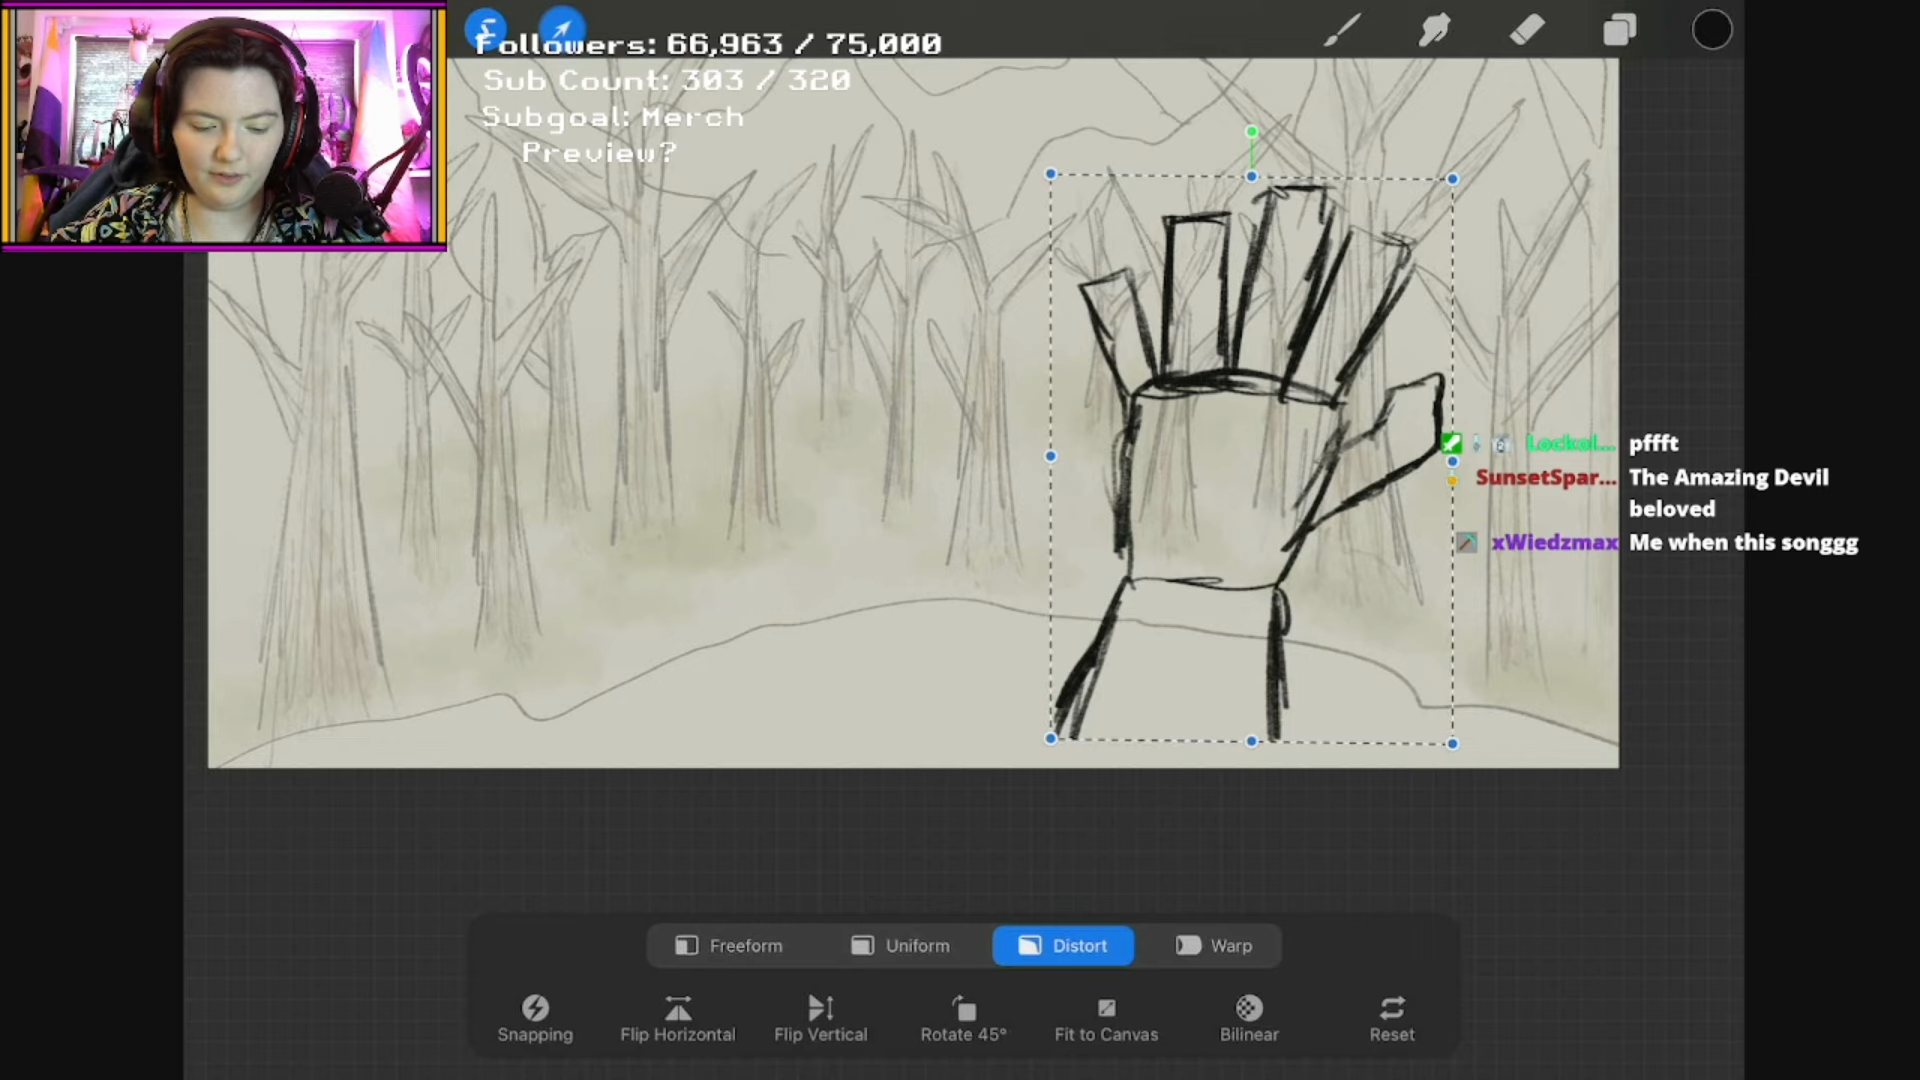 Followers: 66,963 / 75,000
Sub Count: 303 / 320
Subgoal: Merch
Preview?
Lockol... pffft
SunsetSpar... The Amazing Devil
beloved
xWiedzmax Me when this songgg
Freeform Uniform Distort Warp
Snapping Flip Horizontal Flip Vertical Rotate 45° Fit to Canvas Bilinear Reset